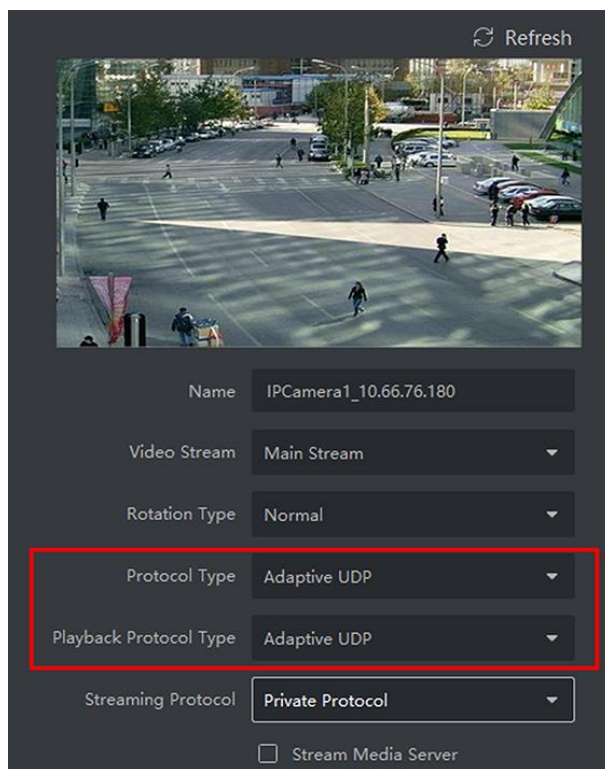 Refresh
Name IPCamera1_10.66.76.180
Video Stream Main Stream
Rotation Type Normal
Protocol Type Adaptive UDP
Playback Protocol Type Adaptive UDP
Streaming Protocol Private Protocol
Stream Media Server